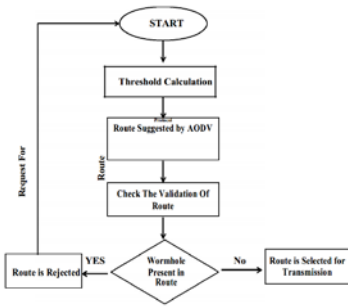 START
Threshold Calculation
Protocol
Route Suggested by AODV
Request For
Route
Check The Validation Of
Route
Wormhole
Present in
Route
YES
No
Route is Rejected
Route is Selected for
Transmission